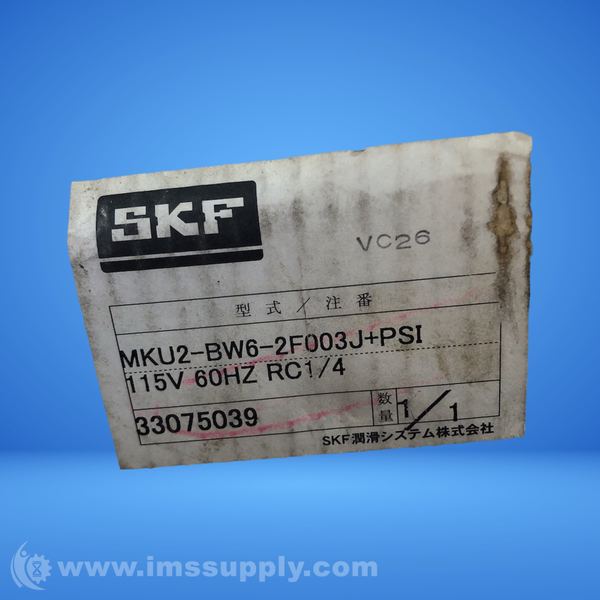 SKF
VC26
型式／注番
MKU2-BW6-2F003J+PSI
115V 60HZ RC1/4
33075039
数量 1/1
SKF潤滑システム株式会社
www.imssupply.com